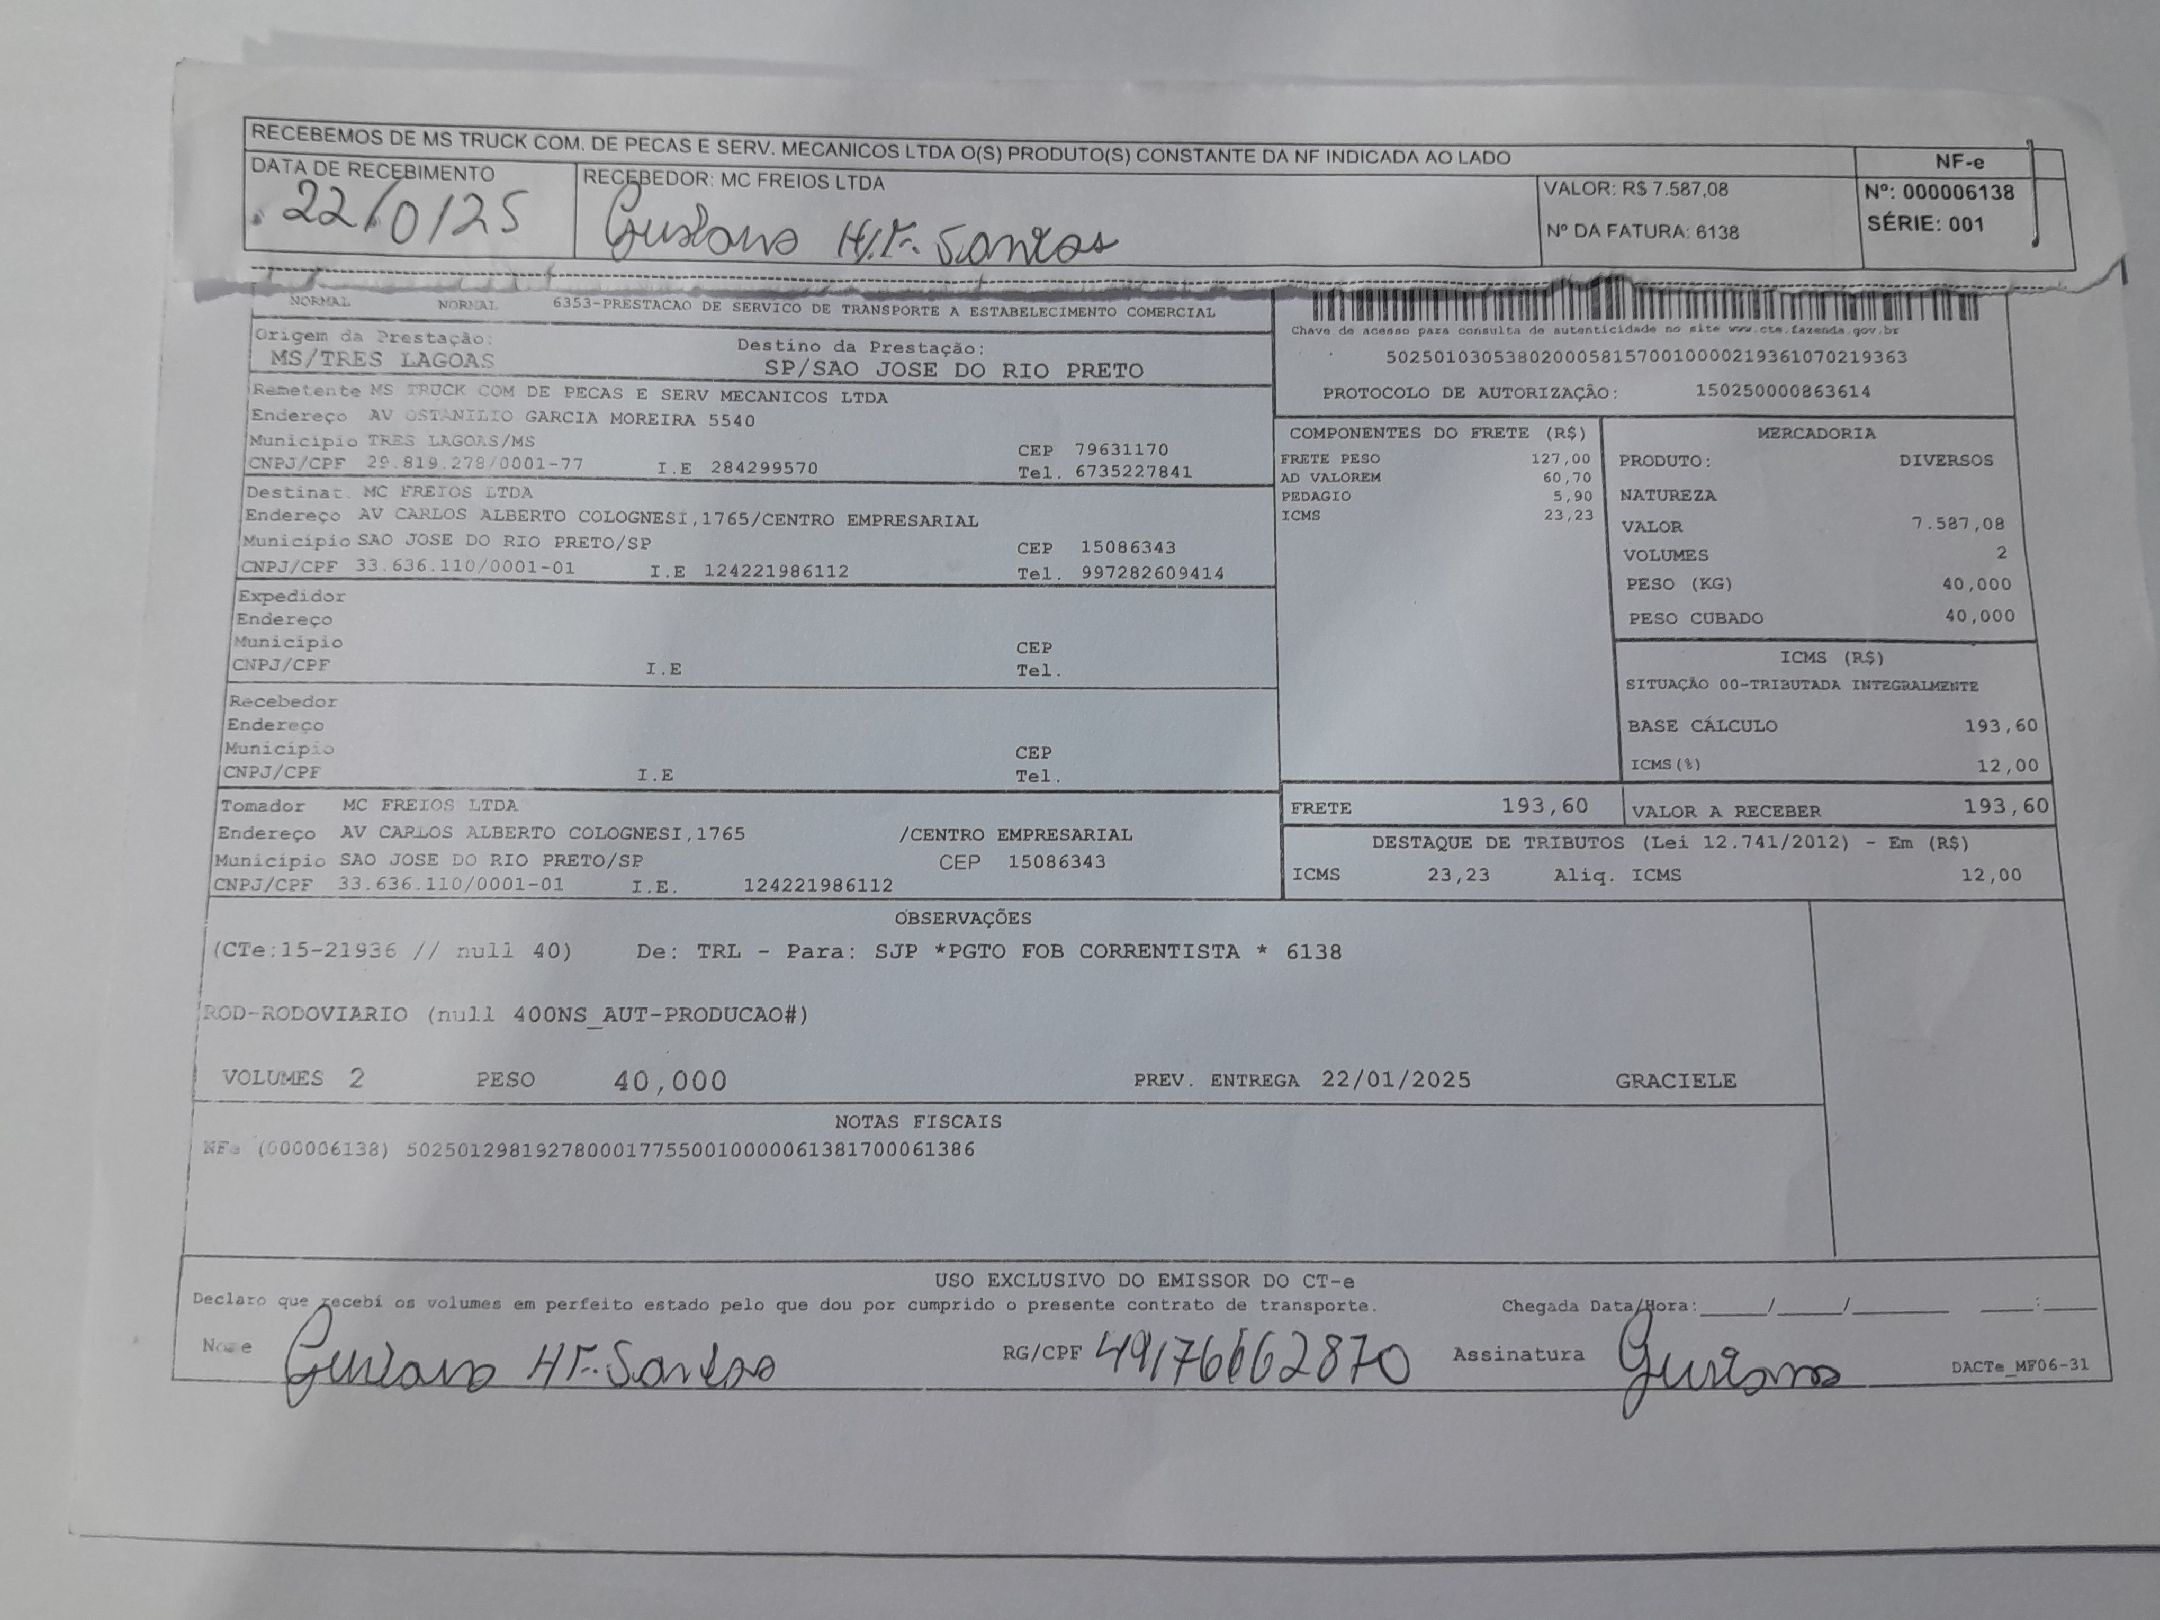 RECEBEMOS DE MS TRUCK COM. DE PECAS E SERV. MECANICOS LTDA O(S) PRODUTO(S) CONSTANTE DA NF INDICADA AO LADO
NF-e
DATA DE RECEBIMENTO
RECEBEDOR: MC FREIOS LTDA
VALOR: R$ 7.587,08
Nº: 000006138
Gustavo H.F. Santos
Nº DA FATURA: 6138
SÉRIE: 001
NORMAL NORMAL 6353-PRESTACAO DE SERVICO DE TRANSPORTE A ESTABELECIMENTO COMERCIAL
Chave de acesso para consulta de autenticidade no site www.cte.fazenda.gov.br
50250103053802000581570010000219361070219363
PROTOCOLO DE AUTORIZAÇÃO: 150250000863614
Origem da Prestação:
MS/TRES LAGOAS
Destino da Prestação:
SP/SAO JOSE DO RIO PRETO
Remetente MS TRUCK COM DE PECAS E SERV MECANICOS LTDA
Endereço AV OSTANILIO GARCIA MOREIRA 5540
Município TRES LAGOAS/MS CEP 79631170
CNPJ/CPF 29.819.278/0001-77 I.E 284299570 Tel. 6735227841
Destinat. MC FREIOS LTDA
Endereço AV CARLOS ALBERTO COLOGNESI,1765/CENTRO EMPRESARIAL
Município SAO JOSE DO RIO PRETO/SP CEP 15086343
CNPJ/CPF 33.636.110/0001-01 I.E 124221986112 Tel. 997282609414
Expedidor
Endereço
Município CEP
CNPJ/CPF I.E Tel.
Recebedor
Endereço
Município CEP
CNPJ/CPF I.E Tel.
Tomador MC FREIOS LTDA
Endereço AV CARLOS ALBERTO COLOGNESI,1765 /CENTRO EMPRESARIAL
Município SAO JOSE DO RIO PRETO/SP CEP 15086343
CNPJ/CPF 33.636.110/0001-01 I.E. 124221986112
COMPONENTES DO FRETE (R$)
FRETE PESO 127,00
AD VALOREM 60,70
PEDAGIO 5,90
ICMS 23,23
MERCADORIA
PRODUTO: DIVERSOS
NATUREZA
VALOR 7.587,08
VOLUMES 2
PESO (KG) 40,000
PESO CUBADO 40,000
ICMS (R$)
SITUAÇÃO 00-TRIBUTADA INTEGRALMENTE
BASE CÁLCULO 193,60
ICMS(%) 12,00
FRETE 193,60 VALOR A RECEBER 193,60
DESTAQUE DE TRIBUTOS (Lei 12.741/2012) - Em (R$)
ICMS 23,23 Aliq. ICMS 12,00
OBSERVAÇÕES
(CTe:15-21936 // null 40) De: TRL - Para: SJP *PGTO FOB CORRENTISTA * 6138
ROD-RODOVIARIO (null 400NS_AUT-PRODUCAO#)
VOLUMES 2 PESO 40,000 PREV. ENTREGA 22/01/2025 GRACIELE
NOTAS FISCAIS
NFe (000006138) 50250129819278000177550010000061381700061386
USO EXCLUSIVO DO EMISSOR DO CT-e
Declaro que recebi os volumes em perfeito estado pelo que dou por cumprido o presente contrato de transporte. Chegada Data/Hora:____/____/______ ___:___
Nome Gustavo H F. Santos RG/CPF Assinatura Gustavo DACTe_MF06-31